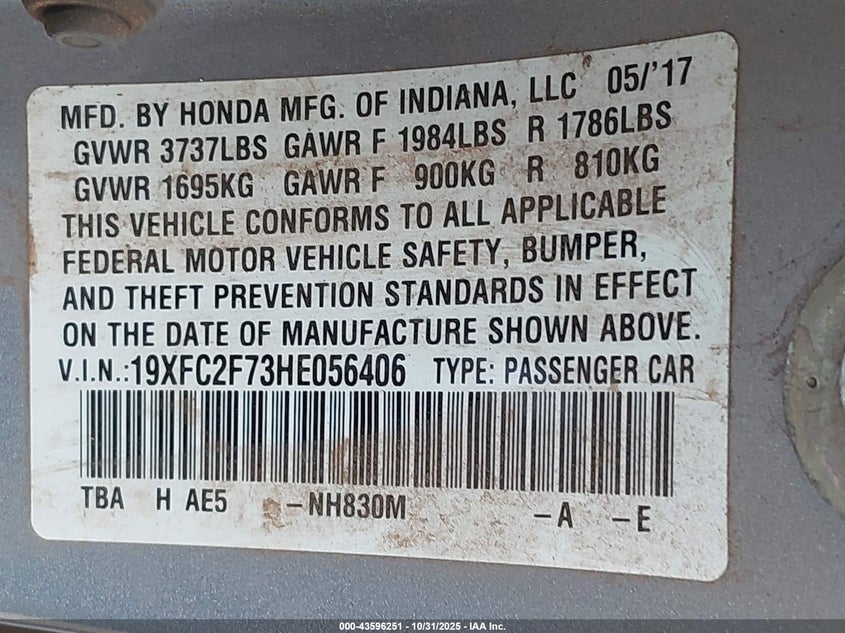 MFD. BY HONDA MFG. OF INDIANA, LLC 05/'17
GVWR 3737LBS GAWR F 1984LBS R 1786LBS
GVWR 1695KG GAWR F 900KG R 810KG
THIS VEHICLE CONFORMS TO ALL APPLICABLE
FEDERAL MOTOR VEHICLE SAFETY, BUMPER,
AND THEFT PREVENTION STANDARDS IN EFFECT
ON THE DATE OF MANUFACTURE SHOWN ABOVE.
V.I.N.:19XFC2F73HE056406 TYPE: PASSENGER CAR
TBA H AE5 -NH830M -A -E
000-43596251 - 10/31/2025 - IAA Inc.